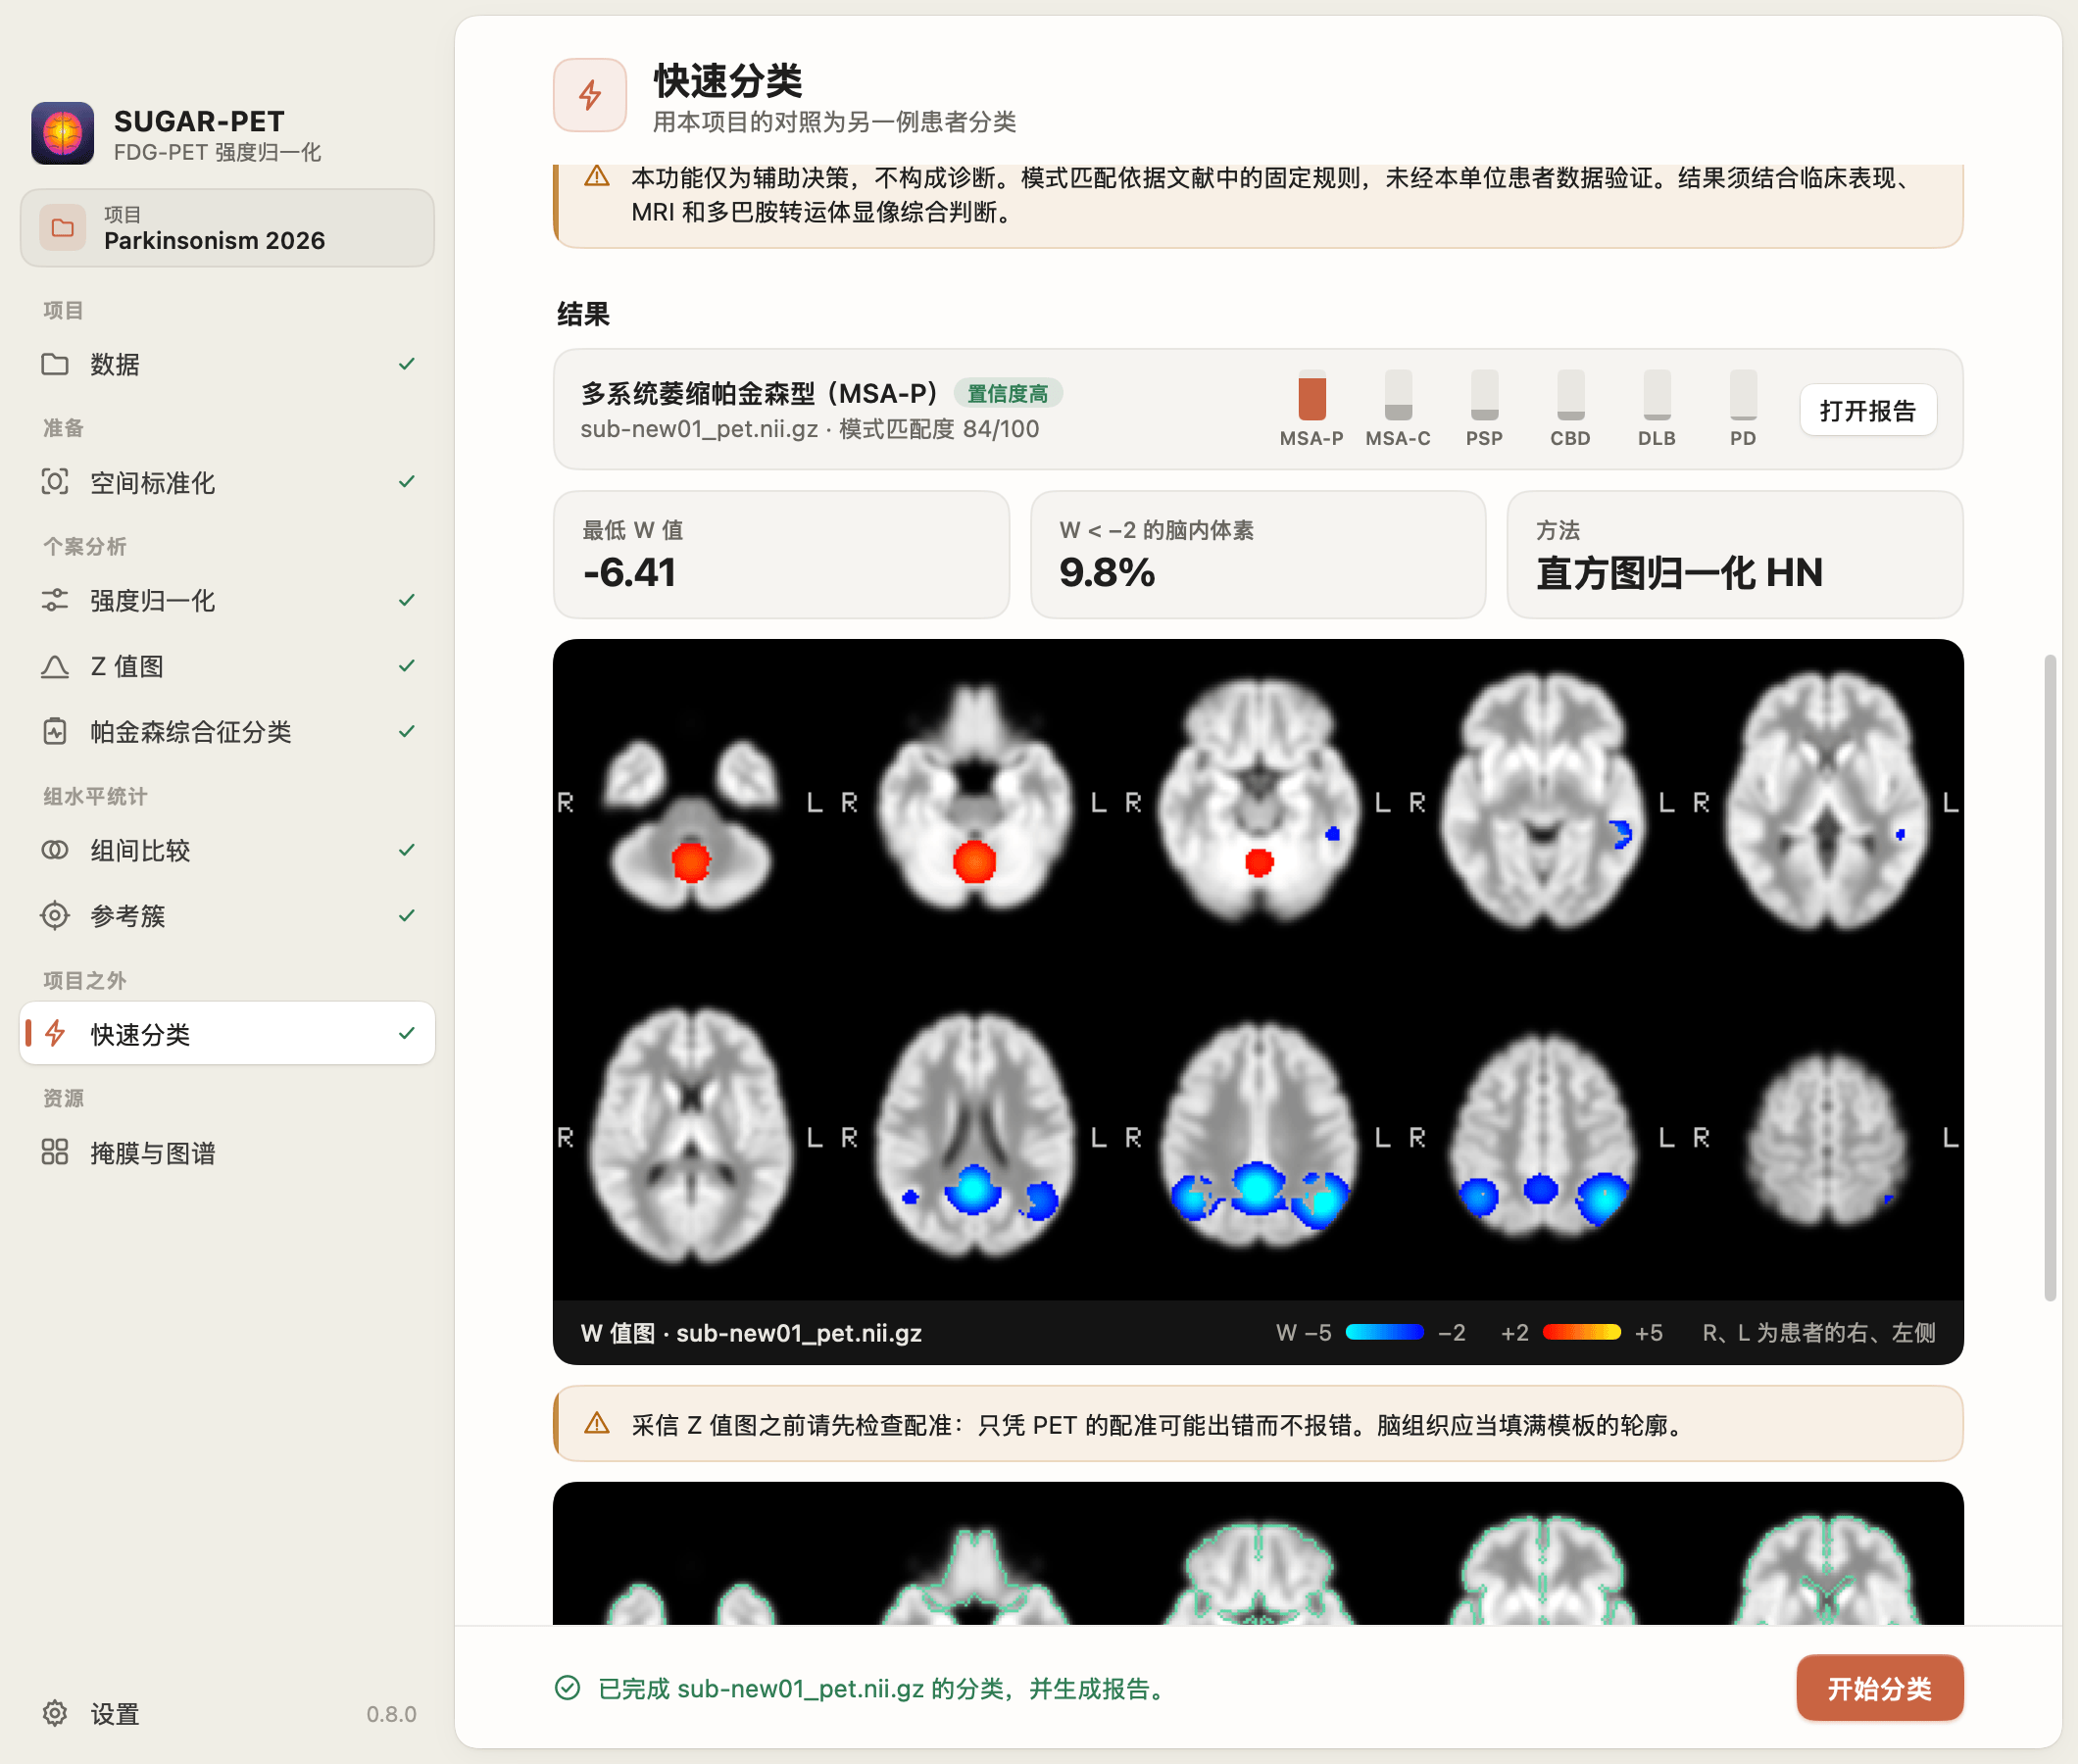 SUGAR-PET
FDG-PET 强度归一化
项目
Parkinsonism 2026
项目
数据
准备
空间标准化
个案分析
强度归一化
Z 值图
帕金森综合征分类
组水平统计
组间比较
参考簇
项目之外
快速分类
资源
掩膜与图谱
设置
0.8.0
快速分类
用本项目的对照为另一例患者分类
本功能仅为辅助决策，不构成诊断。模式匹配依据文献中的固定规则，未经本单位患者数据验证。结果须结合临床表现、
MRI 和多巴胺转运体显像综合判断。
结果
多系统萎缩帕金森型（MSA-P） 置信度高
sub-new01_pet.nii.gz · 模式匹配度 84/100
MSA-P MSA-C PSP CBD DLB PD
打开报告
最低 W 值
-6.41
W < −2 的脑内体素
9.8%
方法
直方图归一化 HN
R L R L R L R L R L
R L R L R L R L R L
W 值图 · sub-new01_pet.nii.gz
W −5 −2 +2 +5 R、L 为患者的右、左侧
采信 Z 值图之前请先检查配准：只凭 PET 的配准可能出错而不报错。脑组织应当填满模板的轮廓。
已完成 sub-new01_pet.nii.gz 的分类，并生成报告。
开始分类